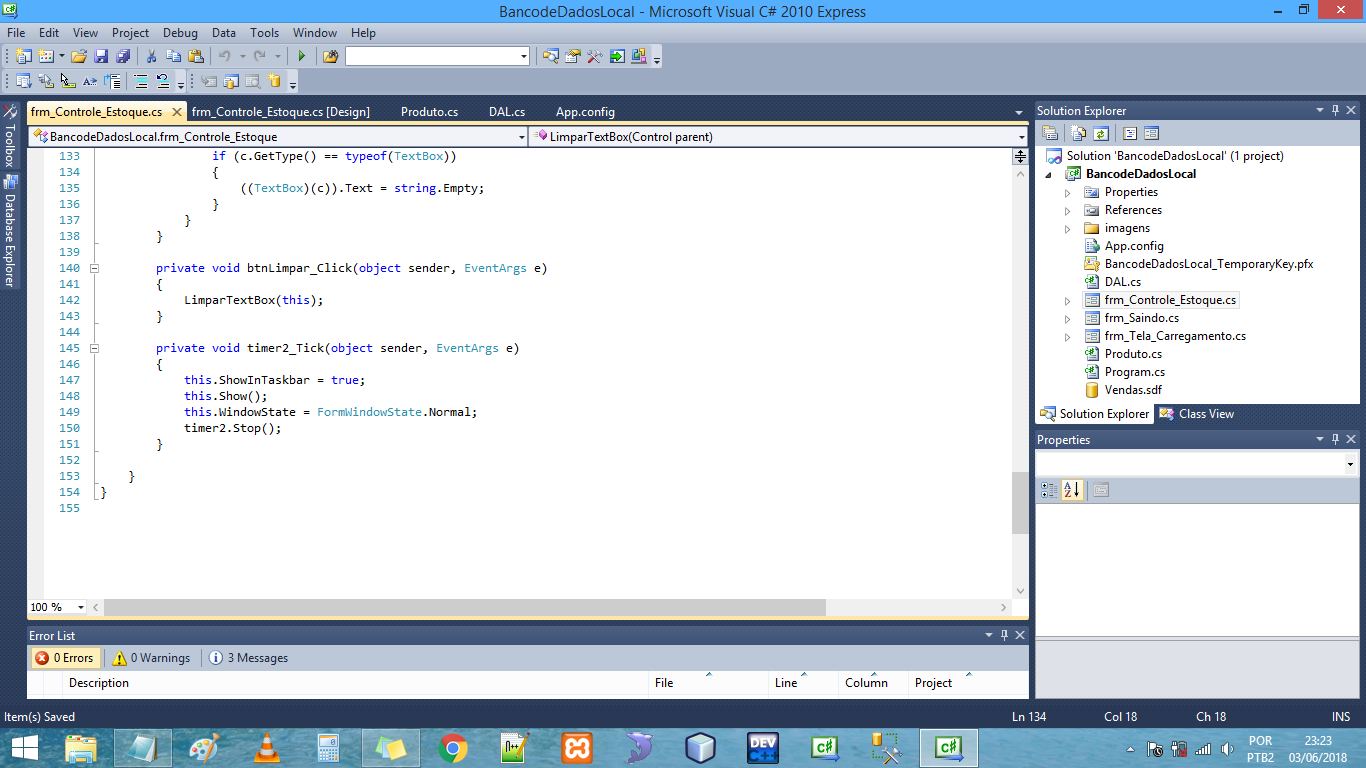 BancodeDadosLocal - Microsoft Visual C# 2010 Express
File Edit View Project Debug Data Tools Window Help
frm_Controle_Estoque.cs frm_Controle_Estoque.cs [Design] Produto.cs DAL.cs App.config
BancodeDadosLocal.frm_Controle_Estoque LimparTextBox(Control parent)
Toolbox
Database Explorer
133 if (c.GetType() == typeof(TextBox))
134 {
135 ((TextBox)(c)).Text = string.Empty;
136 }
137 }
138 }
139
140 private void btnLimpar_Click(object sender, EventArgs e)
141 {
142 LimparTextBox(this);
143 }
144
145 private void timer2_Tick(object sender, EventArgs e)
146 {
147 this.ShowInTaskbar = true;
148 this.Show();
149 this.WindowState = FormWindowState.Normal;
150 timer2.Stop();
151 }
152
153 }
154 }
155
100 %
Solution Explorer
Solution 'BancodeDadosLocal' (1 project)
BancodeDadosLocal
Properties
References
imagens
App.config
BancodeDadosLocal_TemporaryKey.pfx
DAL.cs
frm_Controle_Estoque.cs
frm_Saindo.cs
frm_Tela_Carregamento.cs
Produto.cs
Program.cs
Vendas.sdf
Solution Explorer Class View
Properties
Error List
0 Errors 0 Warnings 3 Messages
Description File Line Column Project
Item(s) Saved Ln 134 Col 18 Ch 18 INS
DEV C++
POR 23:23
PTB2 03/06/2018